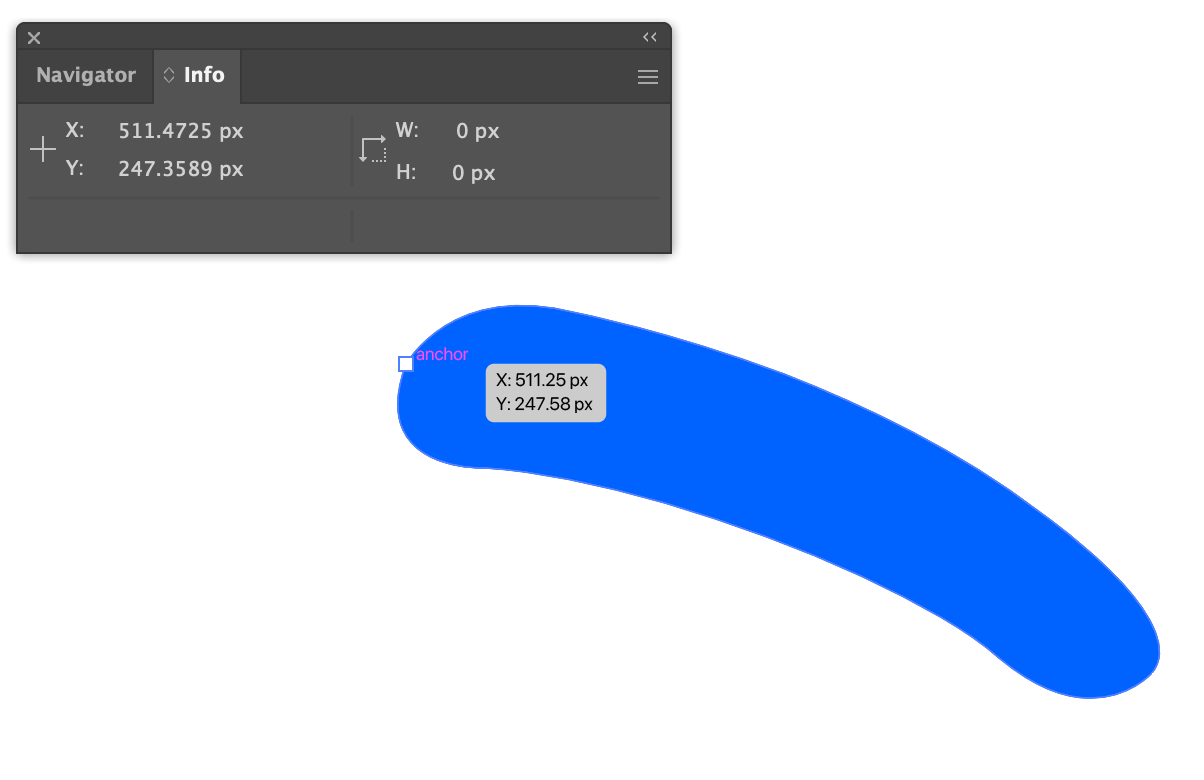 Navigator Info
X: 511.4725 px W: 0 px
Y: 247.3589 px H: 0 px
anchor
X: 511.25 px
Y: 247.58 px